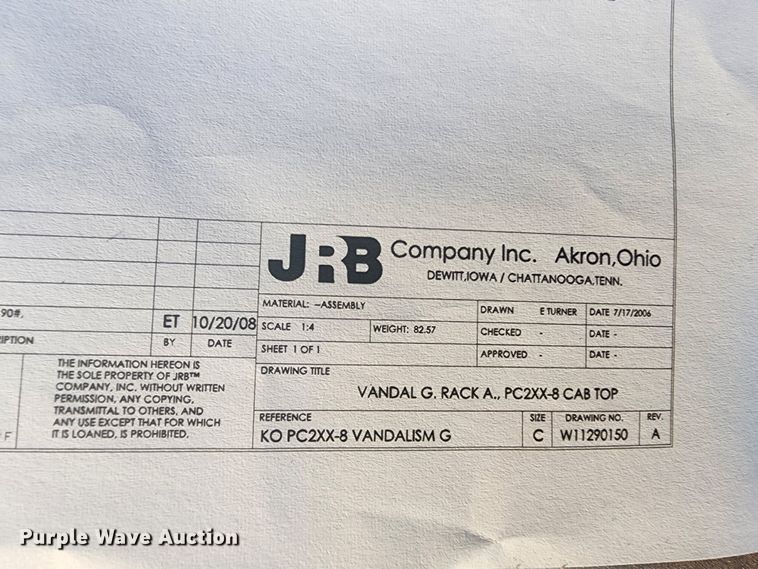 90#,
ET 10/20/08
IPTION BY DATE
THE INFORMATION HEREON IS
THE SOLE PROPERTY OF JRB™
COMPANY, INC. WITHOUT WRITTEN
PERMISSION, ANY COPYING,
TRANSMITTAL TO OTHERS, AND
ANY USE EXCEPT THAT FOR WHICH
IT IS LOANED, IS PROHIBITED.
F
JRB Company Inc. Akron,Ohio
DEWITT,IOWA / CHATTANOOGA,TENN.
MATERIAL: -ASSEMBLY
DRAWN E TURNER DATE 7/17/2006
SCALE 1:4 WEIGHT: 82.57
CHECKED - DATE -
SHEET 1 OF 1
APPROVED - DATE -
DRAWING TITLE
VANDAL G. RACK A., PC2XX-8 CAB TOP
REFERENCE SIZE DRAWING NO. REV.
KO PC2XX-8 VANDALISM G C W11290150 A
Purple Wave Auction